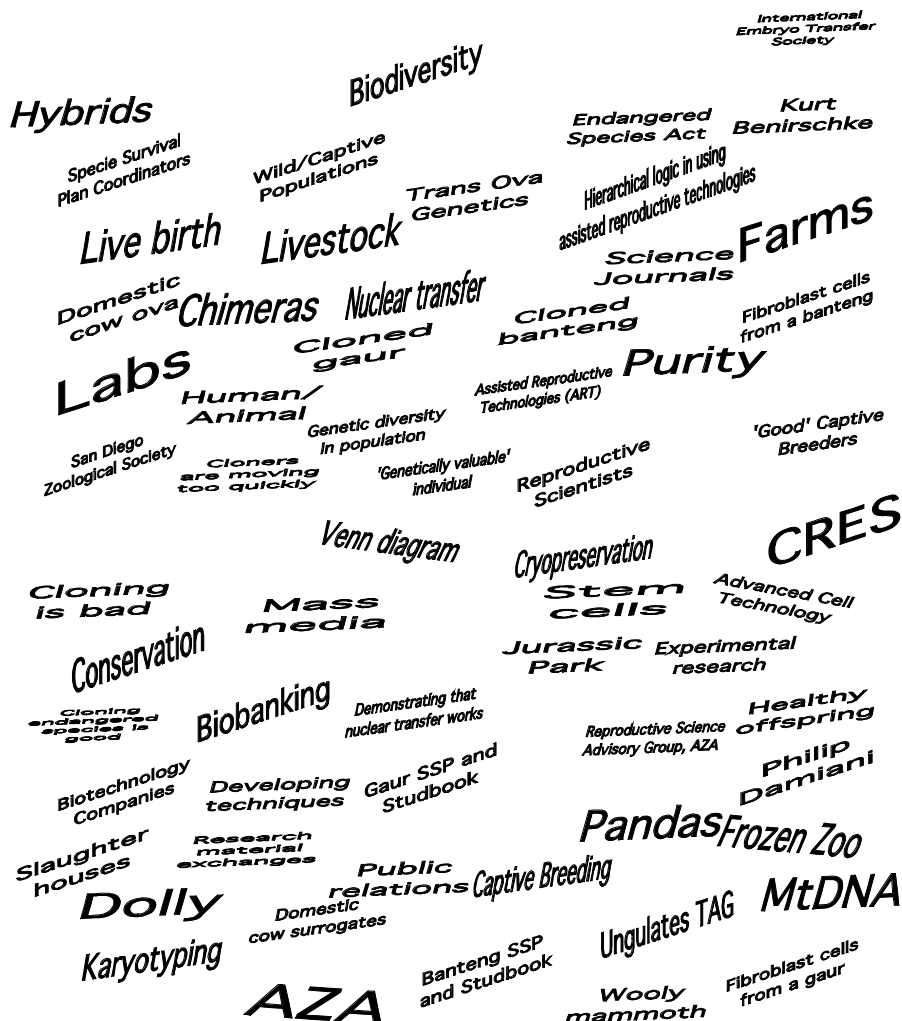 International
Embryo Transfer
Society
Biodiversity
Hybrids
Endangered
Species Act
Kurt
Benirschke
Specie Survival
Plan Coordinators
Wild/Captive
Populations
Trans Ova
Genetics
Hierarchical logic in using
assisted reproductive technologies
Live birth
Livestock
Science
Journals
Farms
Domestic
cow ova
Chimeras
Nuclear transfer
Cloned
gaur
Cloned
banteng
Fibroblast cells
from a banteng
Labs
Human/
Animal
Assisted Reproductive
Technologies (ART)
Purity
Genetic diversity
in population
'Good' Captive
Breeders
San Diego
Zoological Society
Cloners
are moving
too quickly
'Genetically valuable'
individual
Reproductive
Scientists
Venn diagram
Cryopreservation
CRES
Cloning
is bad
Mass
media
Stem
cells
Advanced Cell
Technology
Conservation
Jurassic
Park
Experimental
research
Cloning
endangered
species is
good
Biobanking
Demonstrating that
nuclear transfer works
Healthy
offspring
Reproductive Science
Advisory Group, AZA
Biotechnology
Companies
Developing
techniques
Gaur SSP and
Studbook
Philip
Damiani
Slaughter
houses
Research
material
exchanges
Pandas
Frozen Zoo
Public
relations
Captive Breeding
Dolly
Domestic
cow surrogates
MtDNA
Karyotyping
Ungulates TAG
Banteng SSP
and Studbook
Fibroblast cells
from a gaur
AZA
Wooly
mammoth